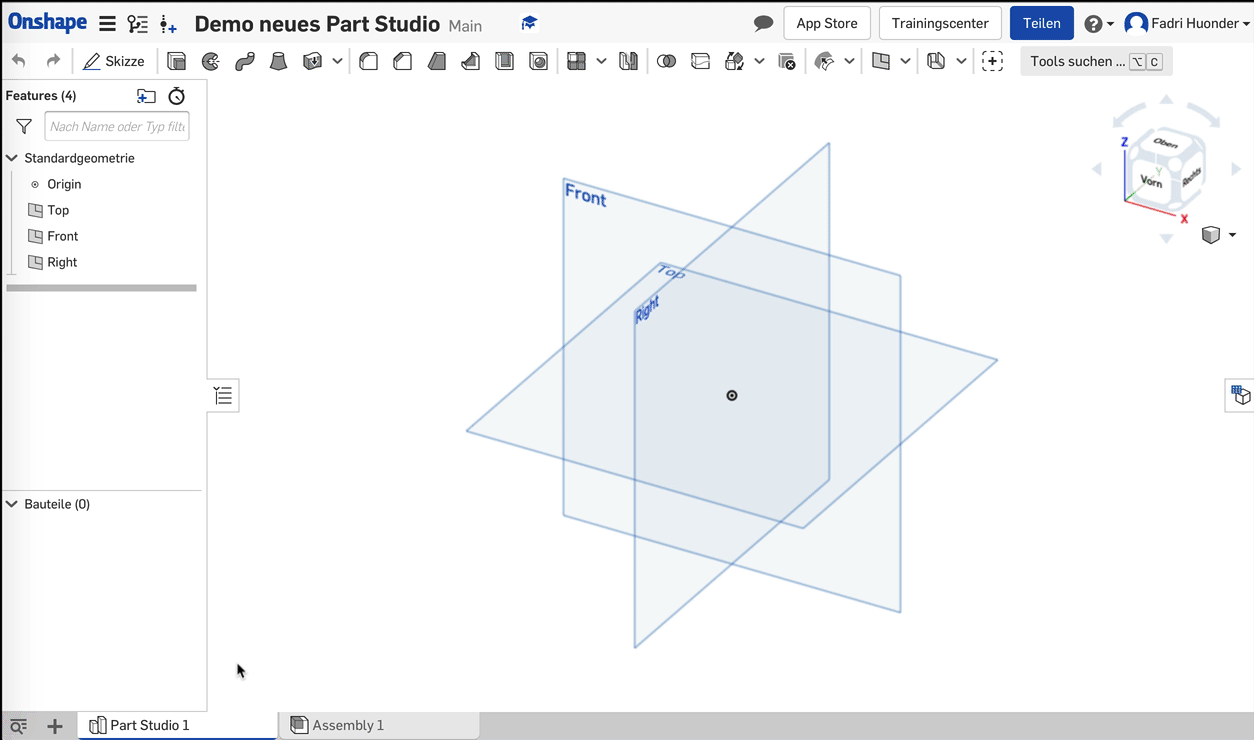 Onshape Demo neues Part Studio Main App Store Trainingscenter Teilen Fadri Huonder
Skizze Tools suchen ... ⌥ C
Features (4)
Nach Name oder Typ filte
Standardgeometrie
Origin
Top
Front
Right
Bauteile (0)
Front
Top
Right
Z
Oben
Y
Vorn
Rechts
X
Part Studio 1 Assembly 1